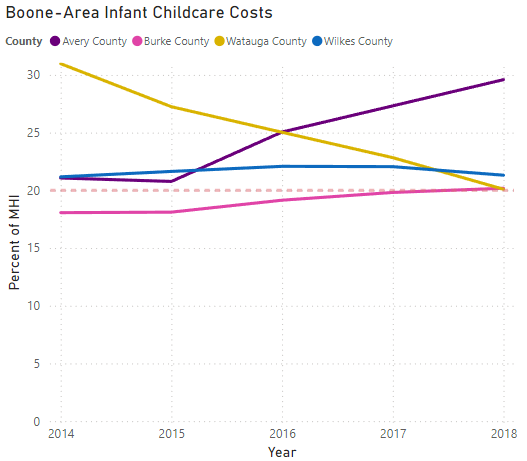 Boone-Area Infant Childcare Costs
County Avery County Burke County Watauga County Wilkes County
30
25
20
15
10
5
0
Percent of MHI
2014 2015 2016 2017 2018
Year